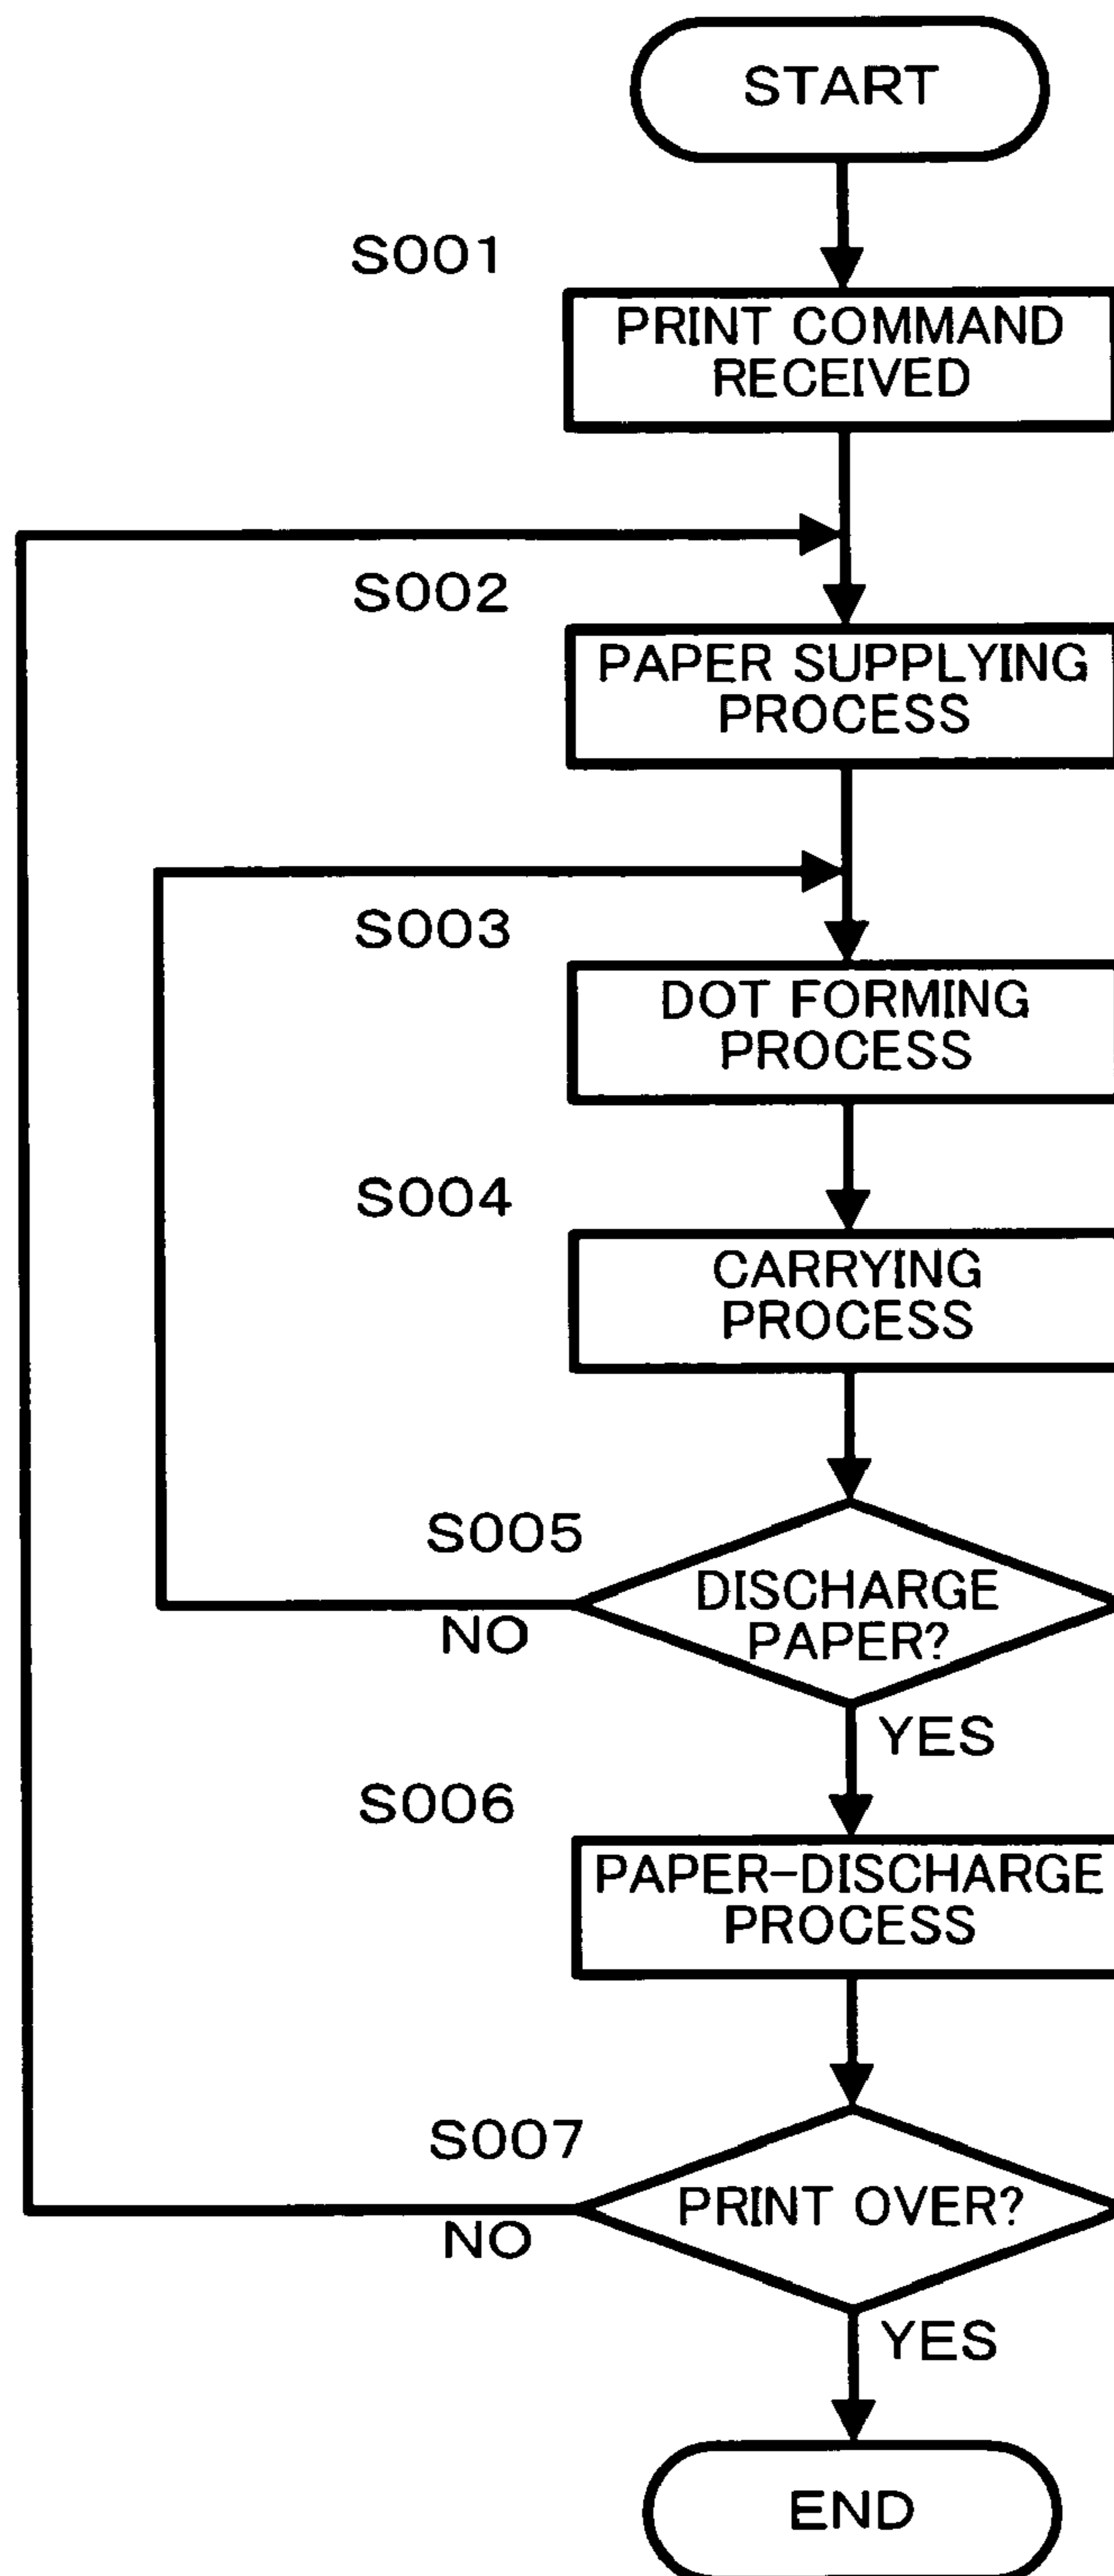 START
S001
PRINT COMMAND
RECEIVED
S002
PAPER SUPPLYING
PROCESS
S003
DOT FORMING
PROCESS
S004
CARRYING
PROCESS
S005
DISCHARGE
PAPER?
NO
YES
S006
PAPER-DISCHARGE
PROCESS
S007
PRINT OVER?
NO
YES
END